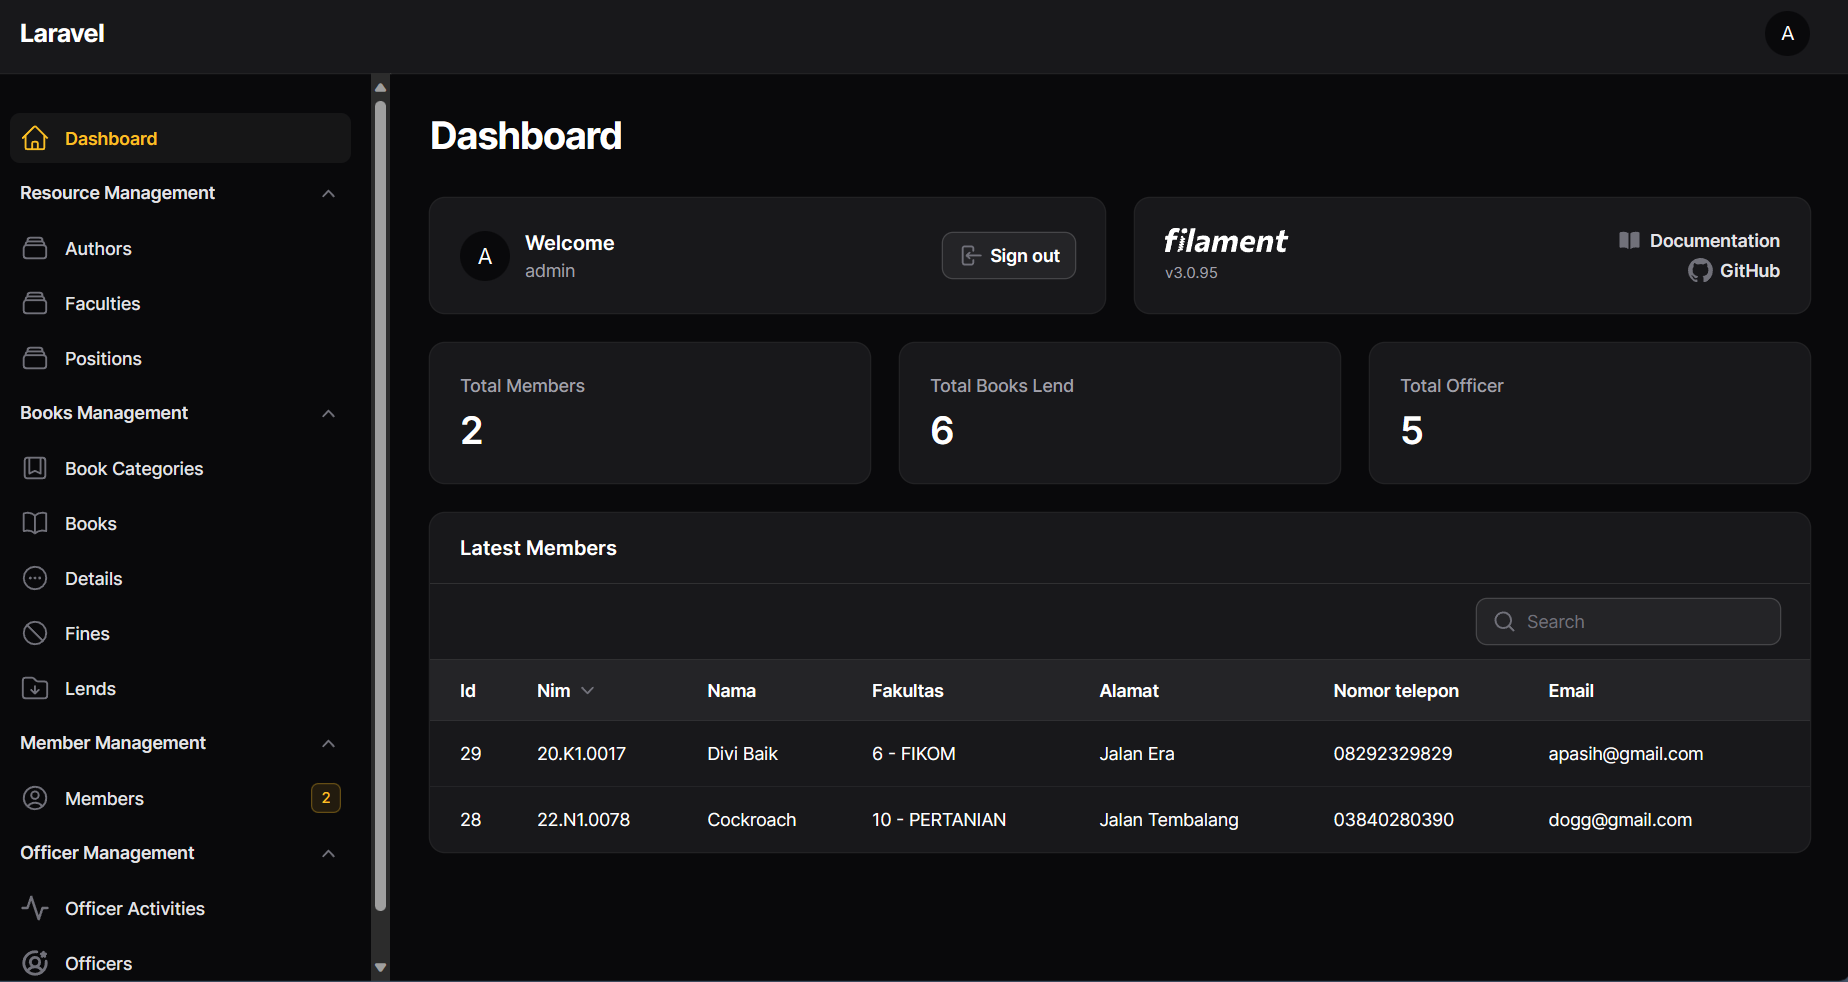 Laravel
A
Dashboard
Resource Management
Authors
Faculties
Positions
Books Management
Book Categories
Books
Details
Fines
Lends
Member Management
Members 2
Officer Management
Officer Activities
Officers
Dashboard
A
Welcome
admin
Sign out
filament
v3.0.95
Documentation
GitHub
Total Members
2
Total Books Lend
6
Total Officer
5
Latest Members
Search
Id Nim Nama Fakultas Alamat Nomor telepon Email
29 20.K1.0017 Divi Baik 6 - FIKOM Jalan Era 08292329829 apasih@gmail.com
28 22.N1.0078 Cockroach 10 - PERTANIAN Jalan Tembalang 03840280390 dogg@gmail.com